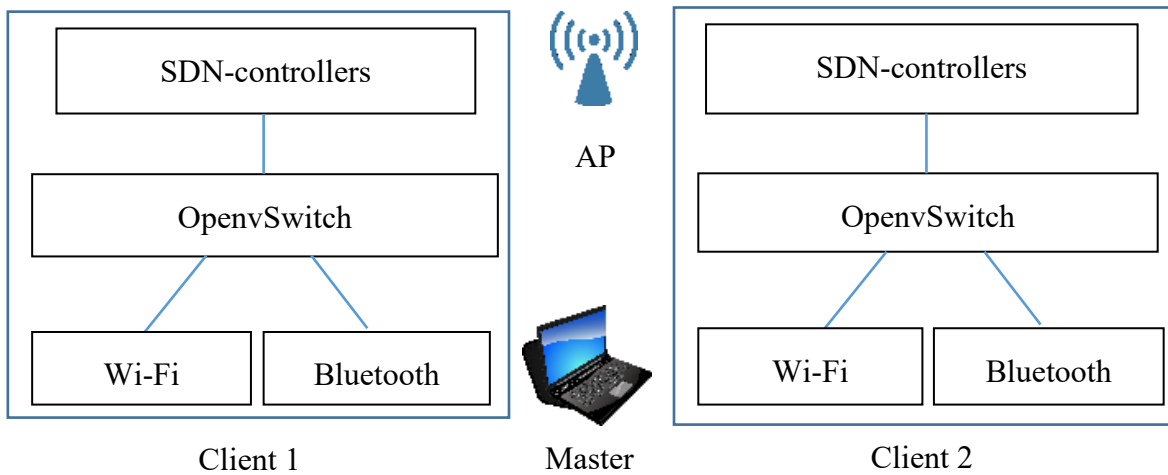 SDN-controllers
OpenvSwitch
Wi-Fi
Bluetooth
Client 1
AP
Master
SDN-controllers
OpenvSwitch
Wi-Fi
Bluetooth
Client 2